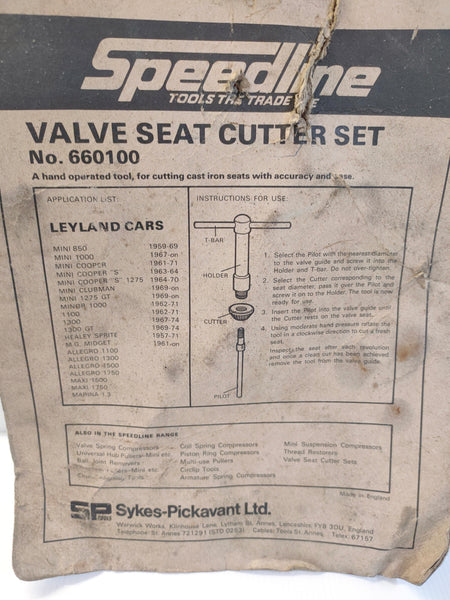 Speedline
TOOLS THE TRADE USE
VALVE SEAT CUTTER SET
No. 660100
A hand operated tool, for cutting cast iron seats with accuracy and ease.
APPLICATION LIST:
LEYLAND CARS
MINI 850 1959-69
MINI 1000 1967-on
MINI COOPER 1961-71
MINI COOPER "S" 1963-64
MINI COOPER "S" 1275 1964-70
MINI CLUBMAN 1969-on
MINI 1275 GT 1969-on
MINOR 1000 1962-71
1100 1962-71
1300 1967-74
1300 GT 1969-74
HEALEY SPRITE 1957-71
M.G. MIDGET 1961-on
ALLEGRO 1100
ALLEGRO 1300
ALLEGRO 1500
ALLEGRO 1750
MAXI 1500
MAXI 1750
MARINA 1.3
INSTRUCTIONS FOR USE:
T-BAR
HOLDER
CUTTER
PILOT
1. Select the Pilot with the nearest diameter
to the valve guide and screw it into the
Holder and T-bar. Do not over-tighten.
2. Select the Cutter corresponding to the
seat diameter, pass it over the Pilot and
screw it on to the Holder. The tool is now
ready for use.
3. Insert the Pilot into the valve guide until
the Cutter rests on the valve seat.
4. Using moderate hand pressure rotate the
tool in a clockwise direction to cut a fresh
seat.
Inspect the seat after each revolution
and once a clean cut has been achieved
remove the tool from the valve guide.
ALSO IN THE SPEEDLINE RANGE
Valve Spring Compressors
Universal Hub Pullers-Mini etc.
Ball Joint Removers
Pullers-Mini etc.
Tools
Coil Spring Compressors
Piston Ring Compressors
Multi-use Pullers
Circlip Tools
Armature Spring Compressors
Mini Suspension Compressors
Thread Restorers
Valve Seat Cutter Sets
Made in England
SP
Sykes-Pickavant Ltd.
Warwick Works, Kilnhouse Lane, Lytham St. Annes, Lancashire FY8 3DU, England
Telephone St. Annes 721291 (STD 0253) Cables: Tools St. Annes Telex: 67157